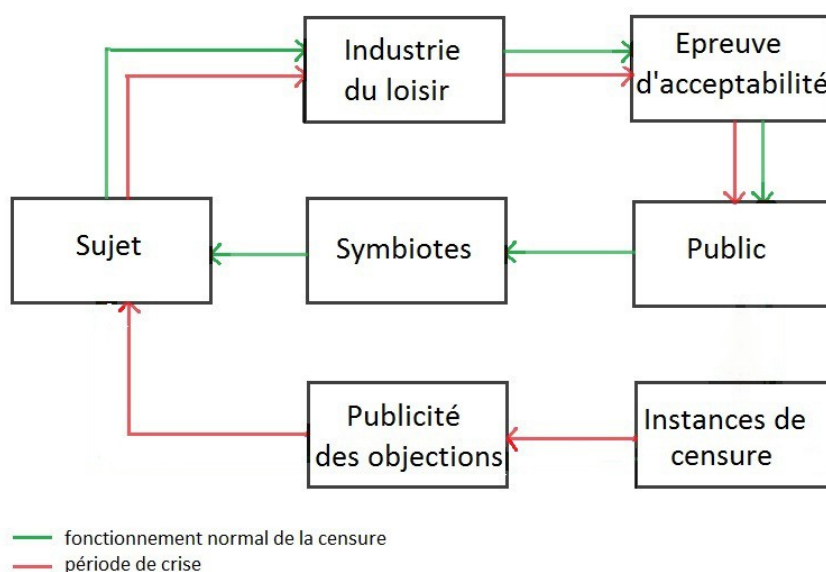 Industrie
du loisir
Epreuve
d'acceptabilité
Sujet
Symbiotes
Public
Publicité
des objections
Instances de
censure
fonctionnement normal de la censure
période de crise